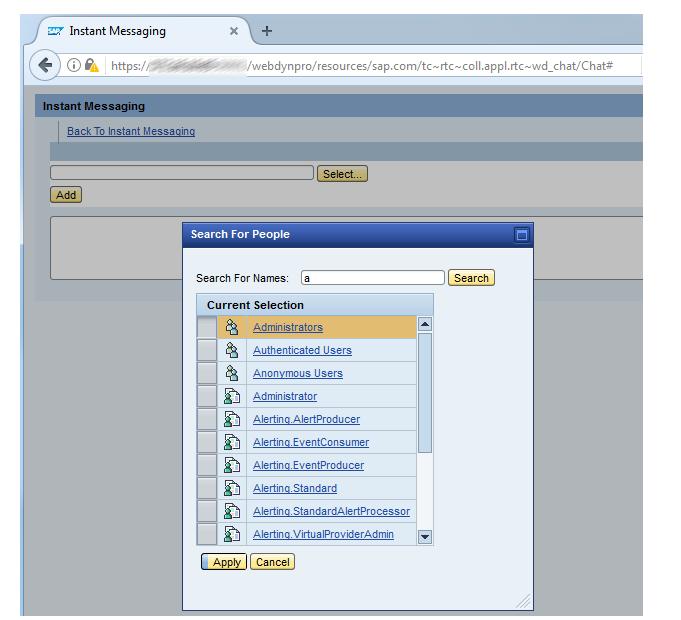 SAP Instant Messaging × +
https:// /webdynpro/resources/sap.com/tc~rtc~coll.appl.rtc~wd_chat/Chat#
Instant Messaging
Back To Instant Messaging
Select...
Add
Search For People
Search For Names: a Search
Current Selection
Administrators
Authenticated Users
Anonymous Users
Administrator
Alerting.AlertProducer
Alerting.EventConsumer
Alerting.EventProducer
Alerting.Standard
Alerting.StandardAlertProcessor
Alerting.VirtualProviderAdmin
Apply Cancel